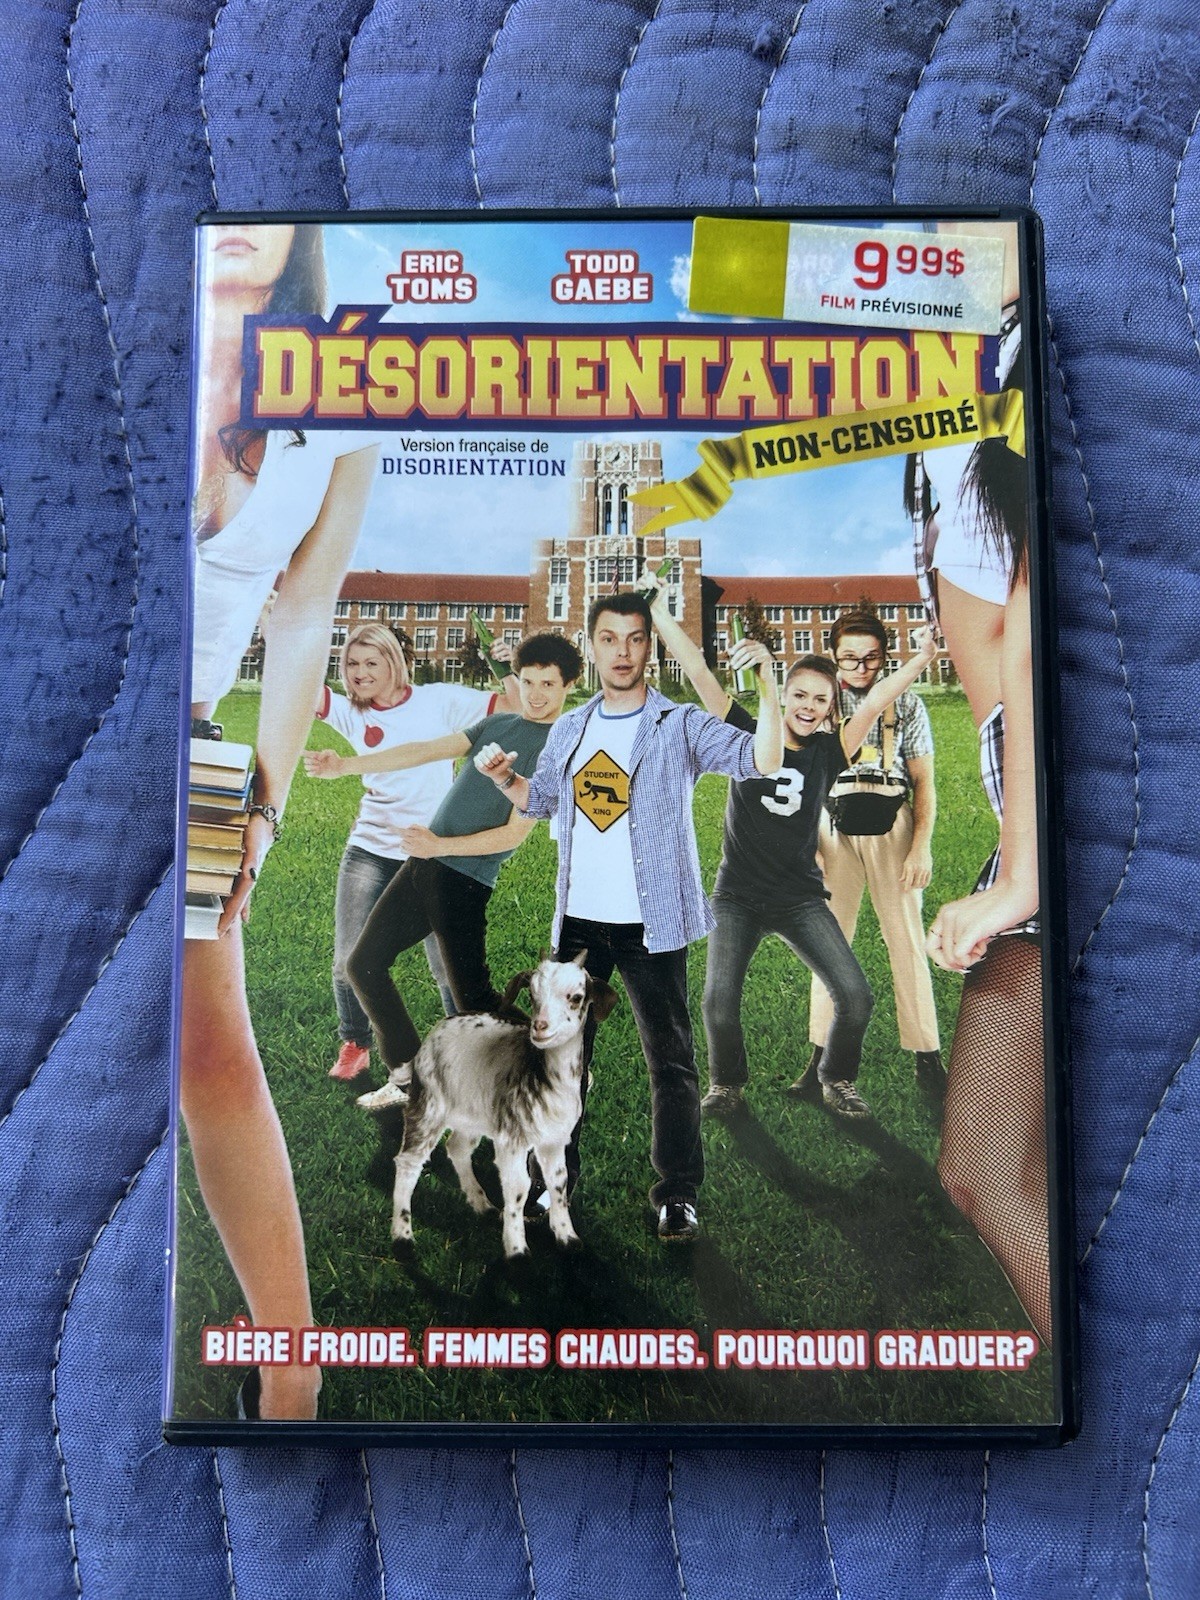 ERIC
TOMS
TODD
GAEBE
9.99$
FILM PRÉVISIONNÉ
DÉSORIENTATION
NON-CENSURÉ
Version française de
DISORIENTATION
STUDENT
XING
3
BIÈRE FROIDE. FEMMES CHAUDES. POURQUOI GRADUER?